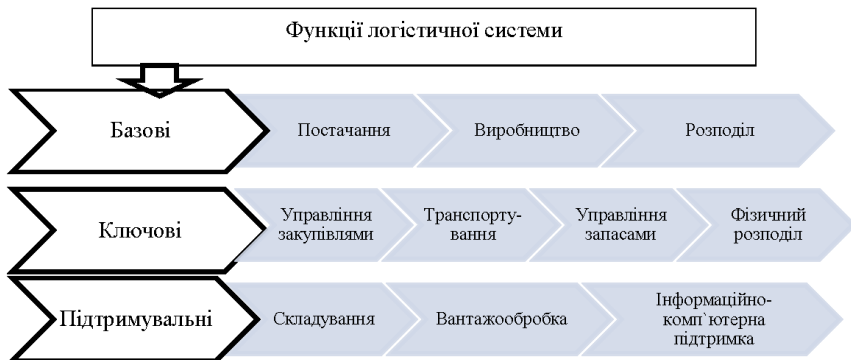 Функції логістичної системи
Базові
Постачання
Виробництво
Розподіл
Ключові
Управління
закупівлями
Транспорту-
вання
Управління
запасами
Фізичний
розподіл
Підтримувальні
Складування
Вантажообробка
Інформаційно-
комп`ютерна
підтримка